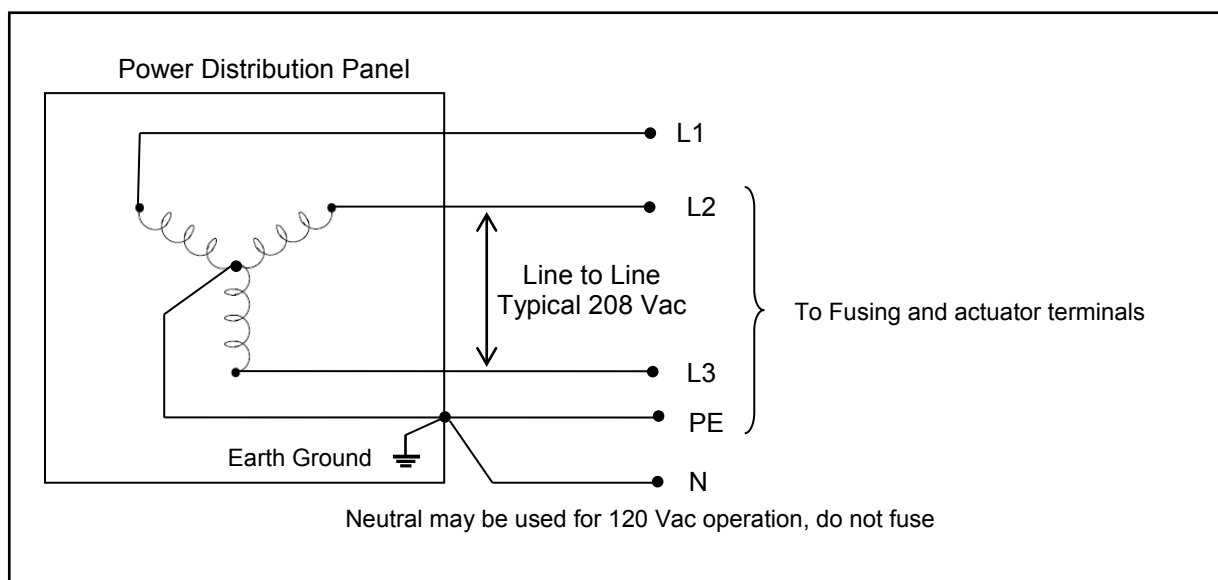 Power Distribution Panel
L1
L2
Line to Line
Typical 208 Vac
To Fusing and actuator terminals
L3
PE
Earth Ground
N
Neutral may be used for 120 Vac operation, do not fuse